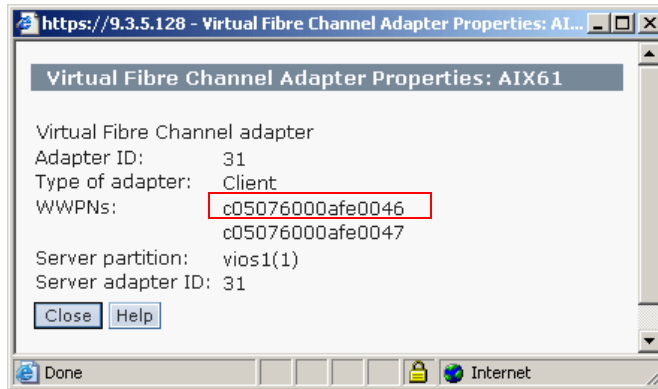 https://9.3.5.128 - Virtual Fibre Channel Adapter Properties: AI...
Virtual Fibre Channel Adapter Properties: AIX61
Virtual Fibre Channel adapter
Adapter ID: 31
Type of adapter: Client
WWPNs: c05076000afe0046
c05076000afe0047
Server partition: vios1(1)
Server adapter ID: 31
Close Help
Done Internet